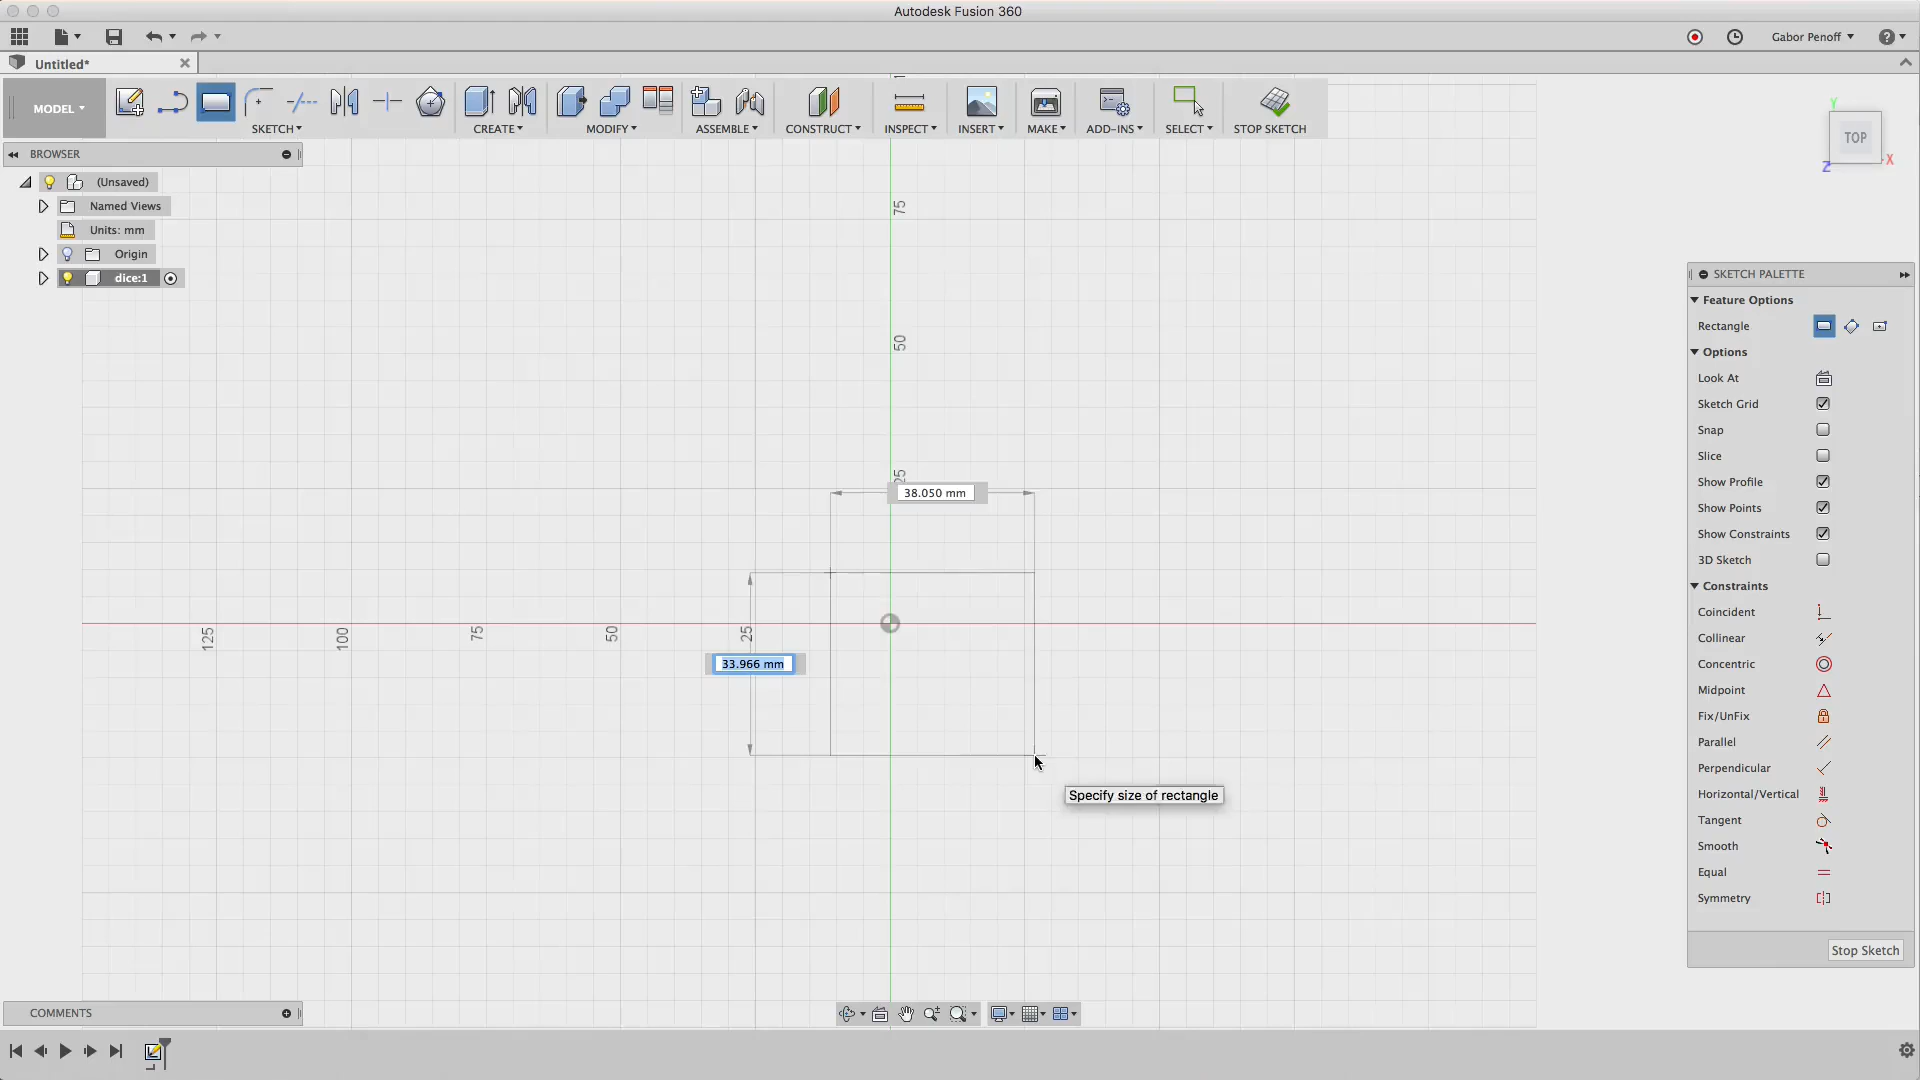 Autodesk Fusion 360
Gabor Penoff
Untitled*
MODEL
SKETCH
CREATE
MODIFY
ASSEMBLE
CONSTRUCT
INSPECT
INSERT
MAKE
ADD-INS
SELECT
STOP SKETCH
BROWSER
(Unsaved)
Named Views
Units: mm
Origin
dice:1
TOP
Y
X
Z
75
50
25
38.050 mm
125
100
75
50
25
33.966 mm
Specify size of rectangle
SKETCH PALETTE
Feature Options
Rectangle
Options
Look At
Sketch Grid
Snap
Slice
Show Profile
Show Points
Show Constraints
3D Sketch
Constraints
Coincident
Collinear
Concentric
Midpoint
Fix/UnFix
Parallel
Perpendicular
Horizontal/Vertical
Tangent
Smooth
Equal
Symmetry
Stop Sketch
COMMENTS